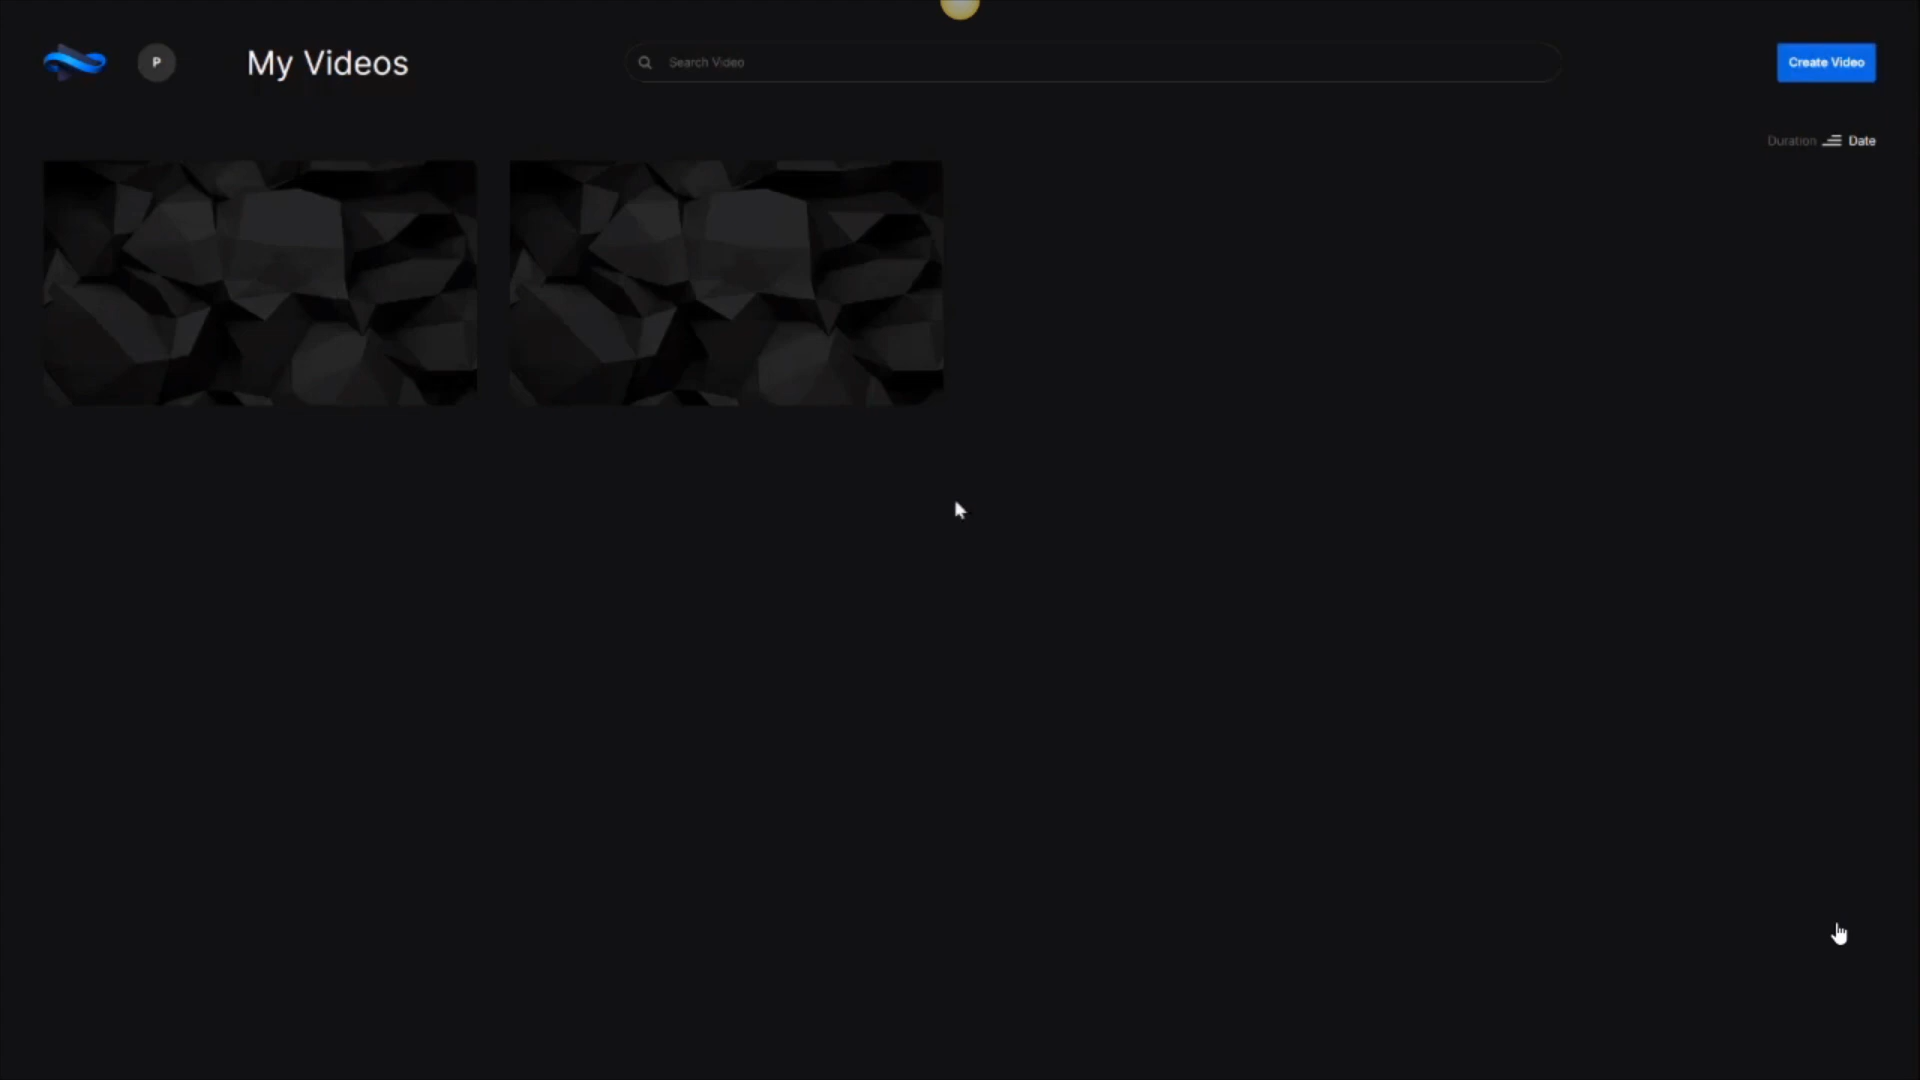 P
My Videos
Search Video
Create Video
Duration Date